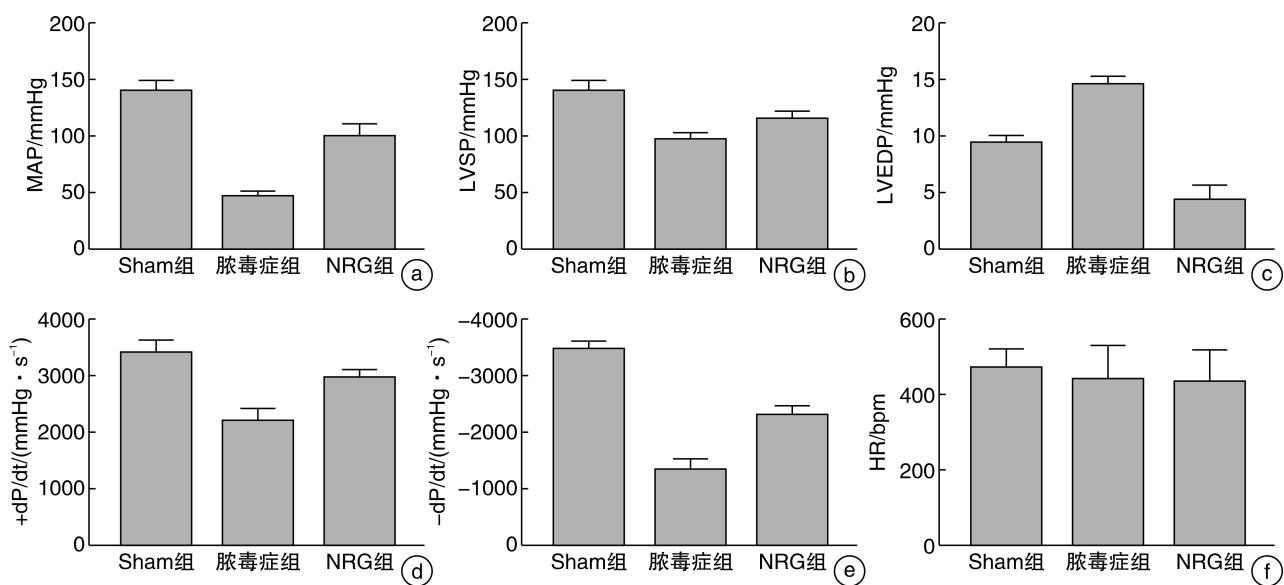 MAP/mmHg
200
150
100
50
0
Sham组 脓毒症组 NRG组
a
LVSP/mmHg
200
150
100
50
0
Sham组 脓毒症组 NRG组
b
LVEDP/mmHg
20
15
10
5
0
Sham组 脓毒症组 NRG组
c
+dP/dt/(mmHg·s⁻¹)
4000
3000
2000
1000
0
Sham组 脓毒症组 NRG组
d
−dP/dt/(mmHg·s⁻¹)
−4000
−3000
−2000
−1000
0
Sham组 脓毒症组 NRG组
e
HR/bpm
600
400
200
0
Sham组 脓毒症组 NRG组
f